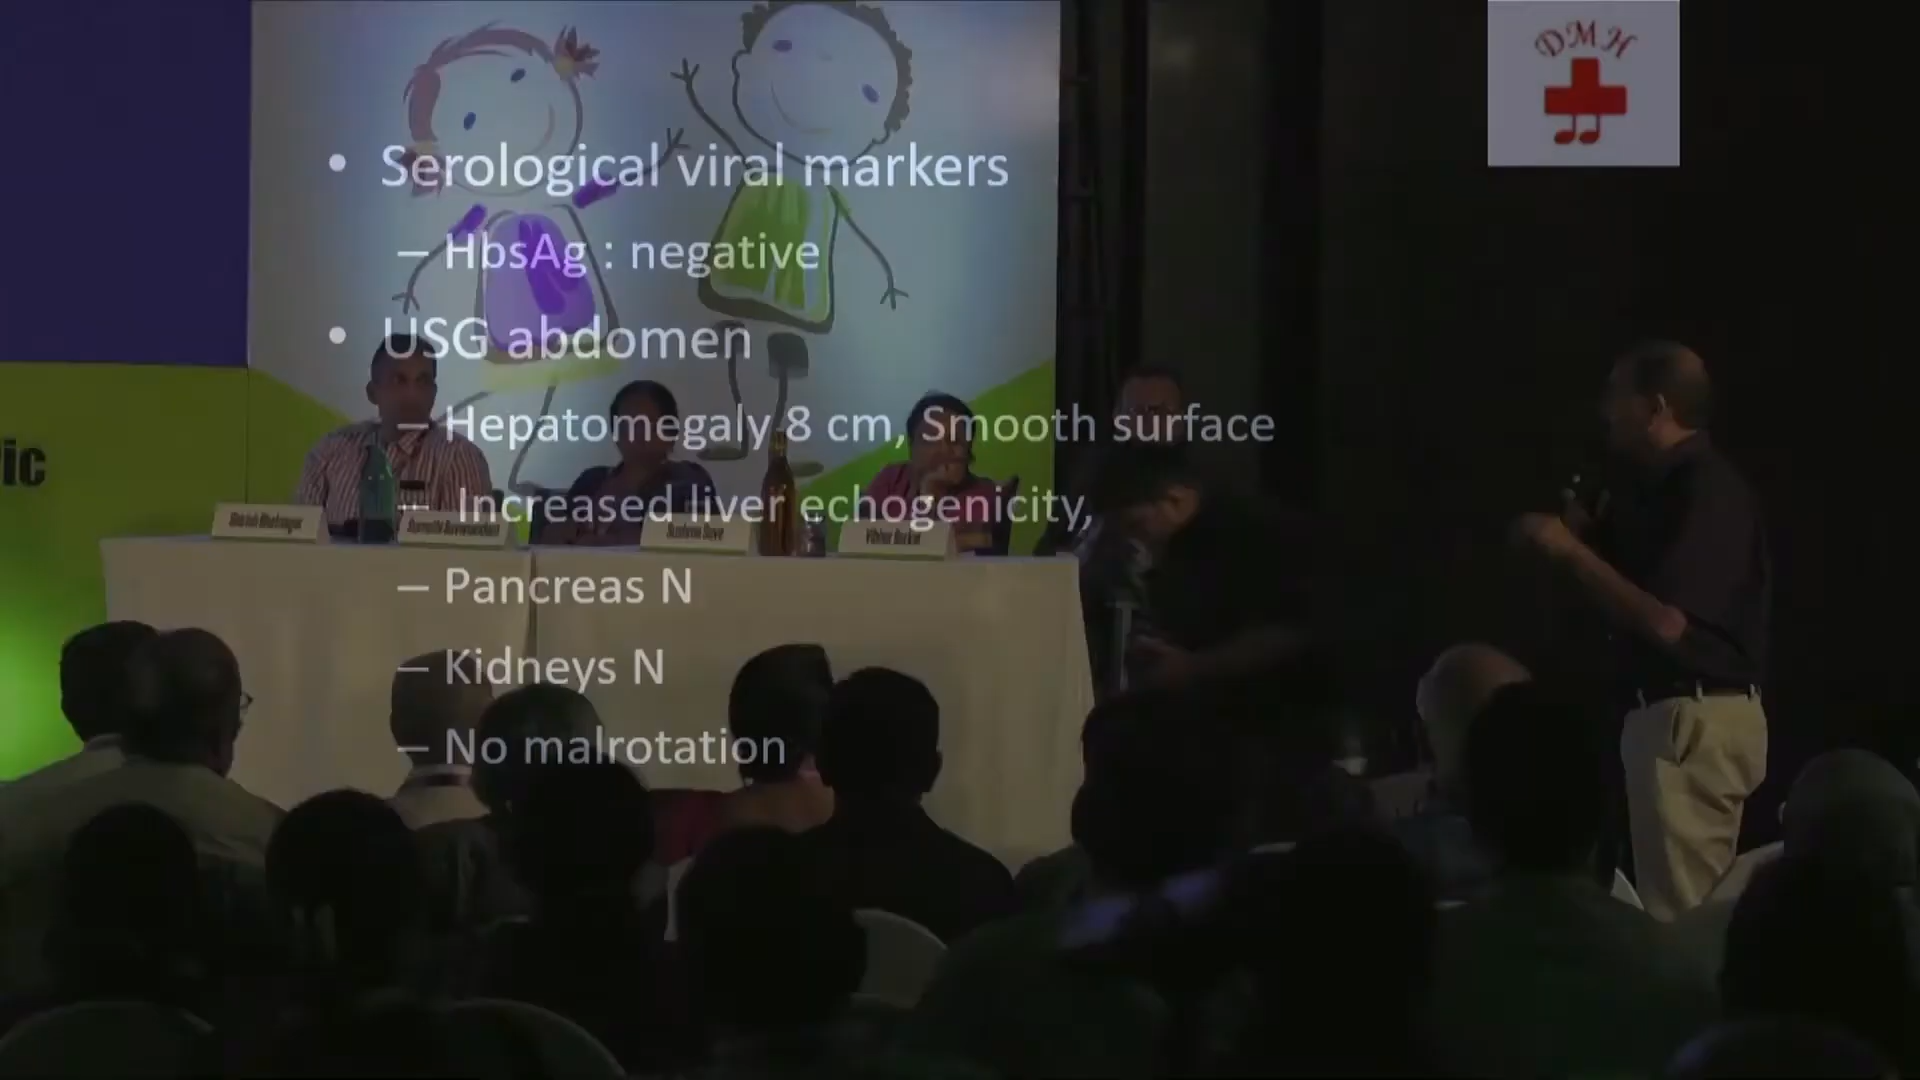 DMH
• Serological viral markers
– HbsAg : negative
• USG abdomen
– Hepatomegaly 8 cm, Smooth surface
– Increased liver echogenicity,
– Pancreas N
– Kidneys N
– No malrotation
ic